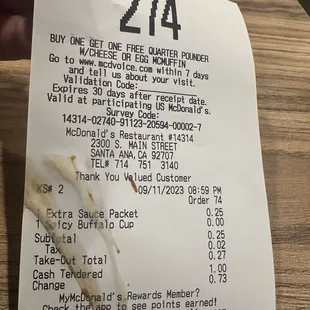 274
BUY ONE GET ONE FREE QUARTER POUNDER
W/CHEESE OR EGG MCMUFFIN
Go to www.mcdvoice.com within 7 days
and tell us about your visit.
Validation Code:
Expires 30 days after receipt date.
Valid at participating US McDonald's.
Survey Code:
14314-02740-91123-20594-00002-7
McDonald's Restaurant #14314
2300 S. MAIN STREET
SANTA ANA, CA 92707
TEL# 714 751 3140
Thank You Valued Customer
KS# 2 09/11/2023 08:59 PM
Order 74
1 Extra Sauce Packet 0.25
1 Spicy Buffalo Cup 0.00
Subtotal 0.25
Tax 0.02
Take-Out Total 0.27
Cash Tendered 1.00
Change 0.73
MyMcDonald's Rewards Member?
Check the app to see points earned!